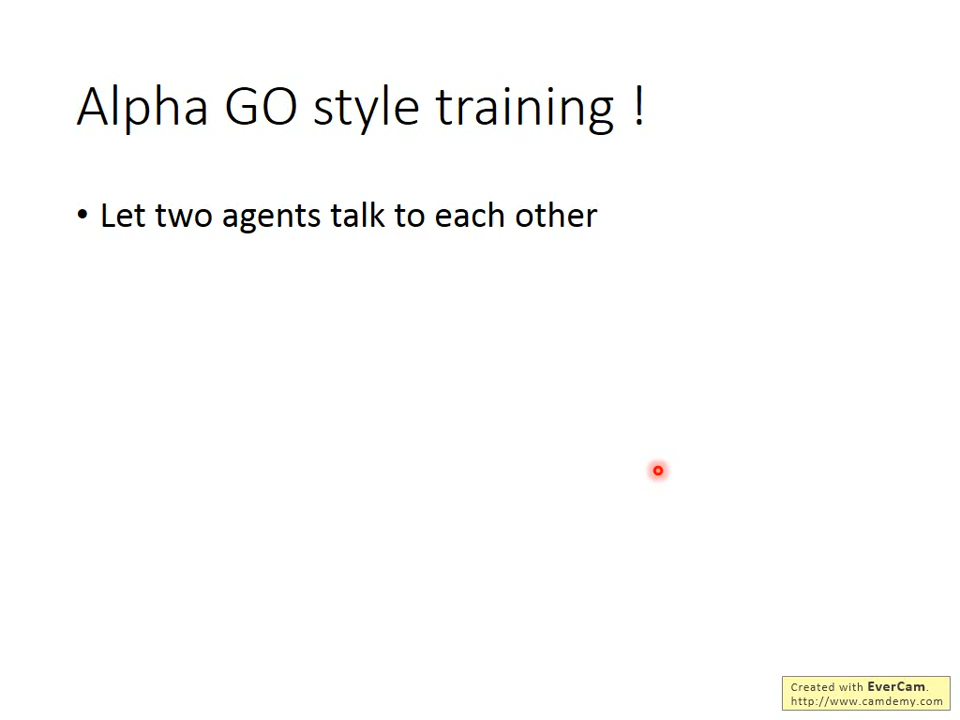 Alpha GO style training !
• Let two agents talk to each other
Created with EverCam.
http://www.camdemy.com